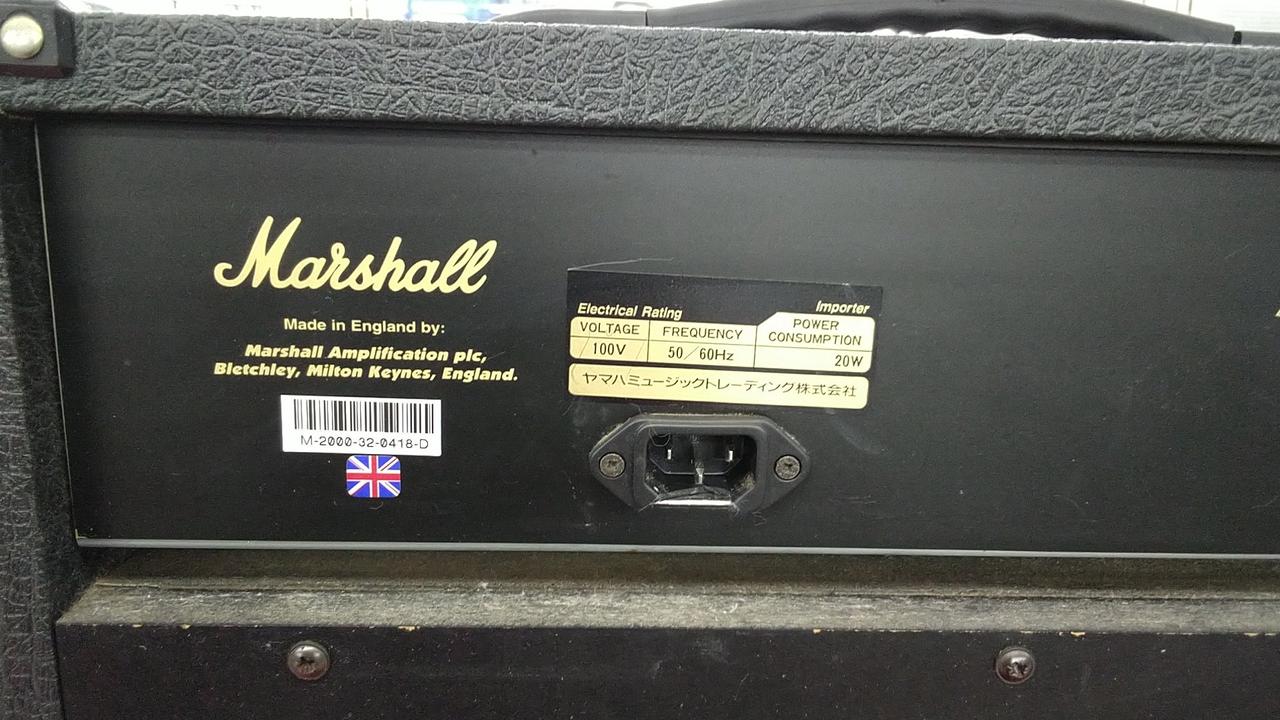 Marshall
Made in England by:
Marshall Amplification plc,
Bletchley, Milton Keynes, England.
M-2000-32-0418-D
Electrical Rating
Importer
VOLTAGE
FREQUENCY
POWER CONSUMPTION
100V
50/60Hz
20W
ヤマハミュージックトレーディング株式会社